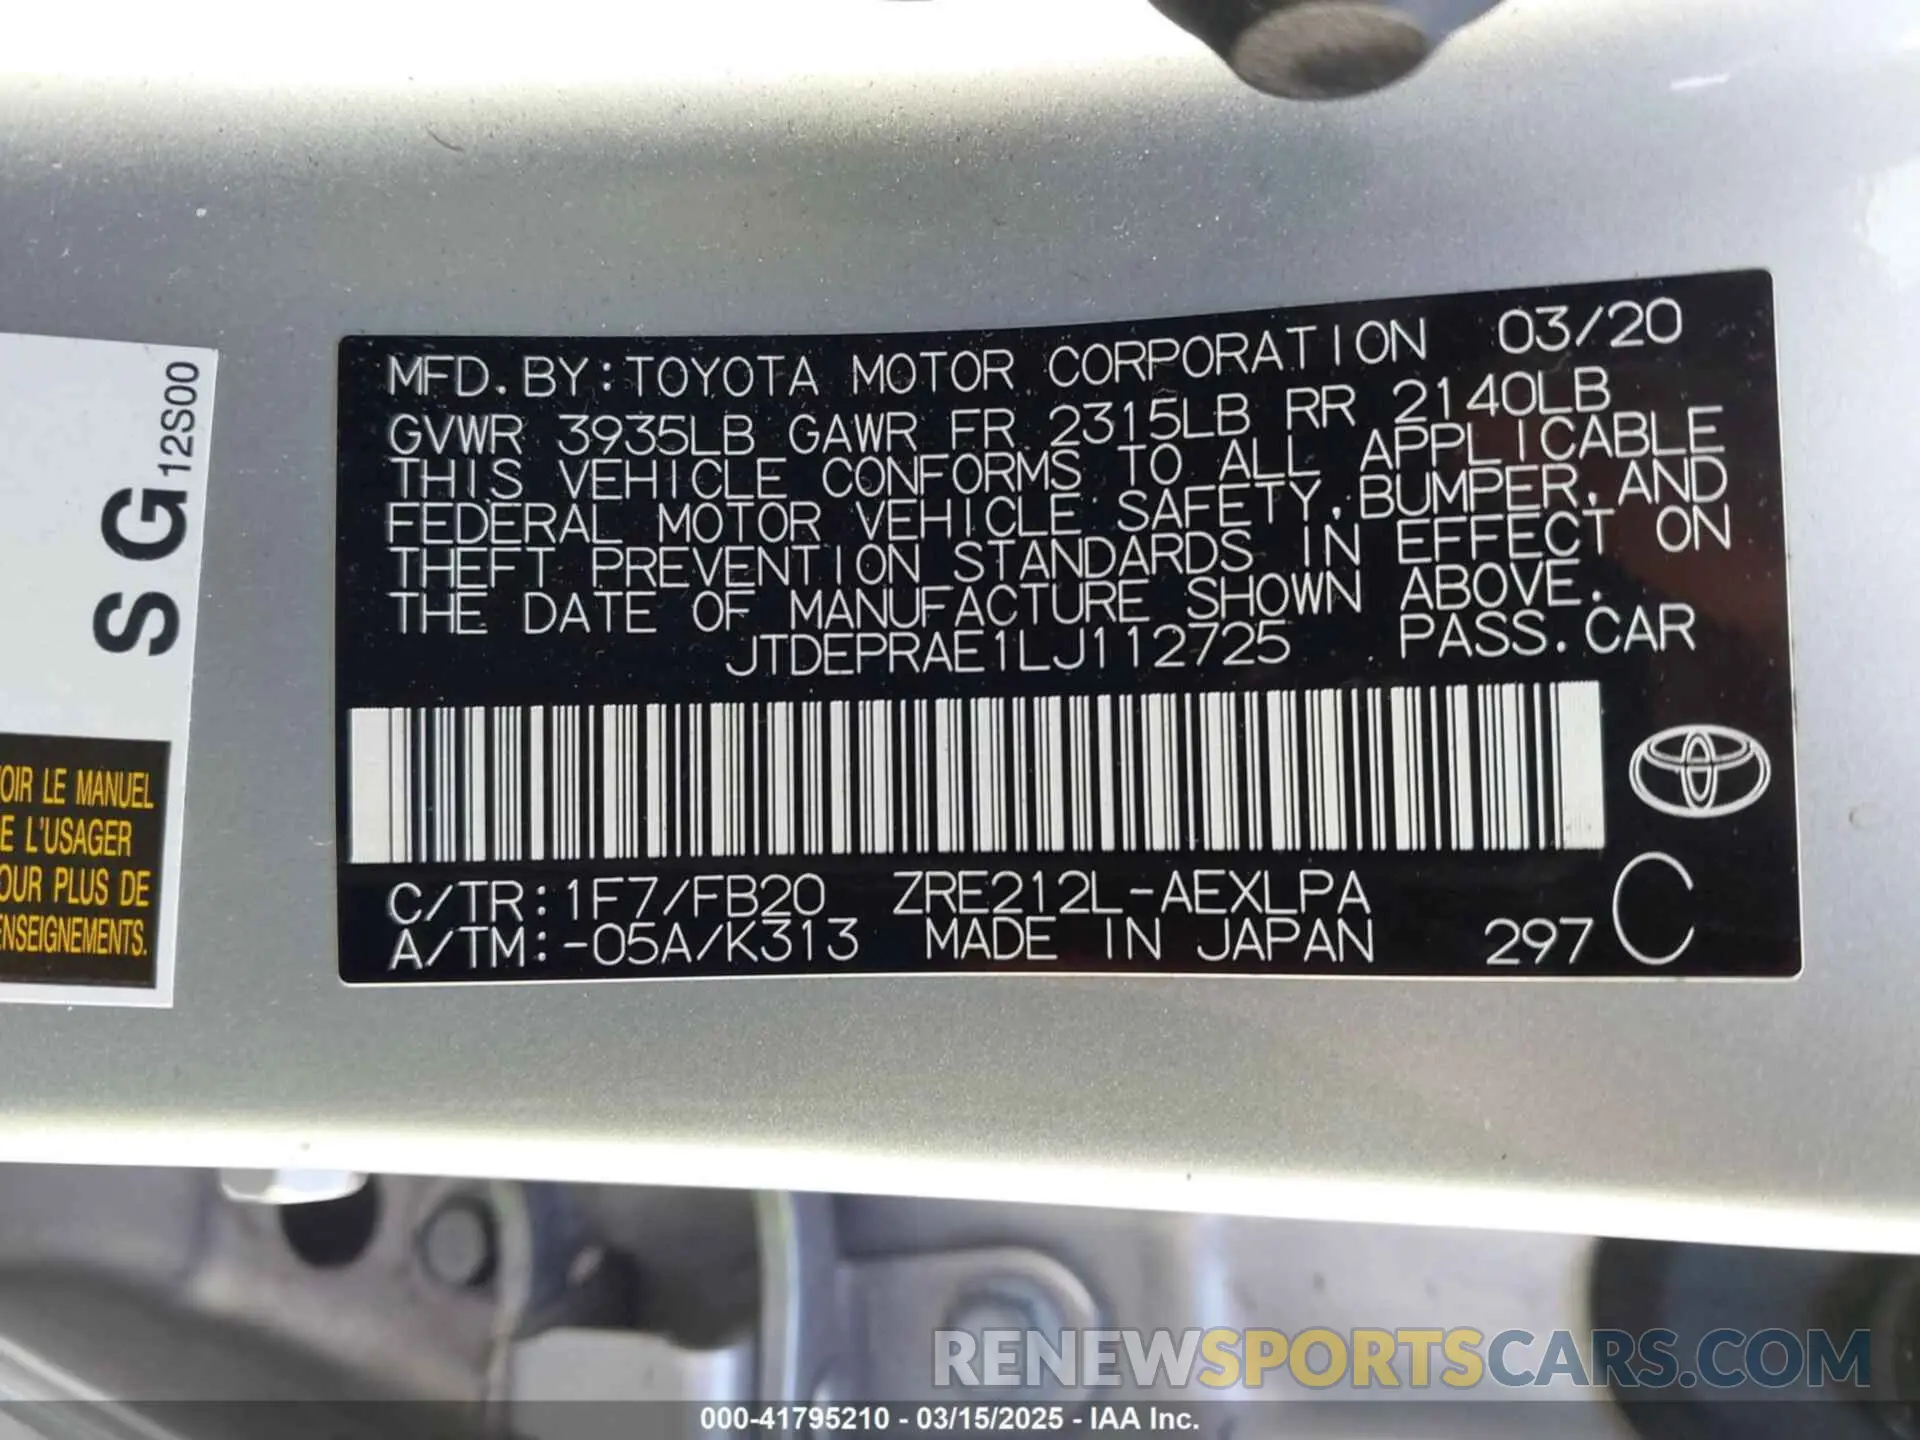 MFD. BY: TOYOTA MOTOR CORPORATION 03/20
GVWR 3935LB GAWR FR 2315LB RR 2140LB
THIS VEHICLE CONFORMS TO ALL APPLICABLE
FEDERAL MOTOR VEHICLE SAFETY, BUMPER, AND
THEFT PREVENTION STANDARDS IN EFFECT ON
THE DATE OF MANUFACTURE SHOWN ABOVE.
JTDEPRAE1LJ112725 PASS. CAR
C/TR: 1F7/FB20 ZRE212L-AEXLPA
A/TM: -05A/K313 MADE IN JAPAN 297 C
S G 12S00
OIR LE MANUEL
E L'USAGER
OUR PLUS DE
ENSEIGNEMENTS.
RENEWSPORTSCARS.COM
000-41795210 - 03/15/2025 - IAA Inc.